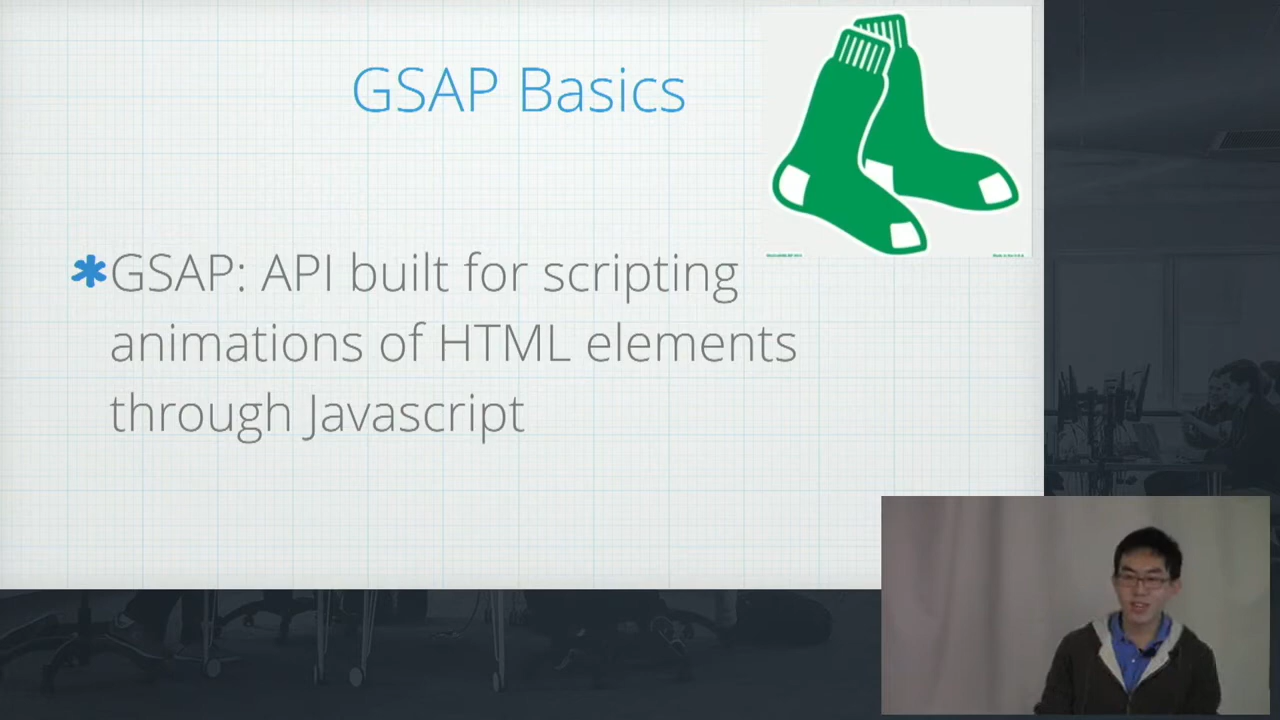 GSAP Basics
*GSAP: API built for scripting
animations of HTML elements
through Javascript